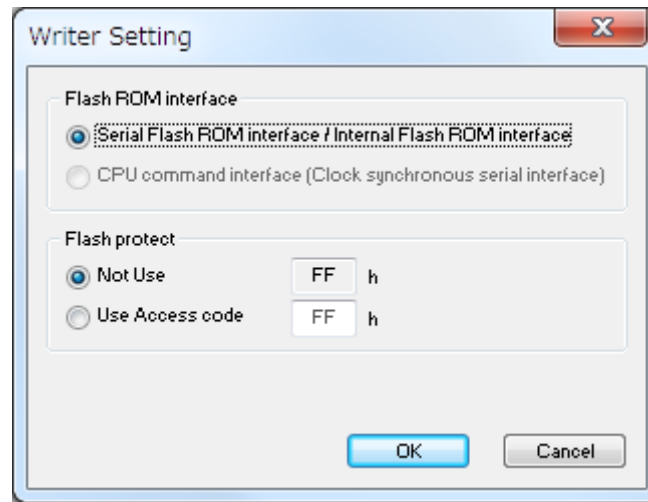 Writer Setting
Flash ROM interface
Serial Flash ROM interface / Internal Flash ROM interface
CPU command interface (Clock synchronous serial interface)
Flash protect
Not Use FF h
Use Access code FF h
OK Cancel